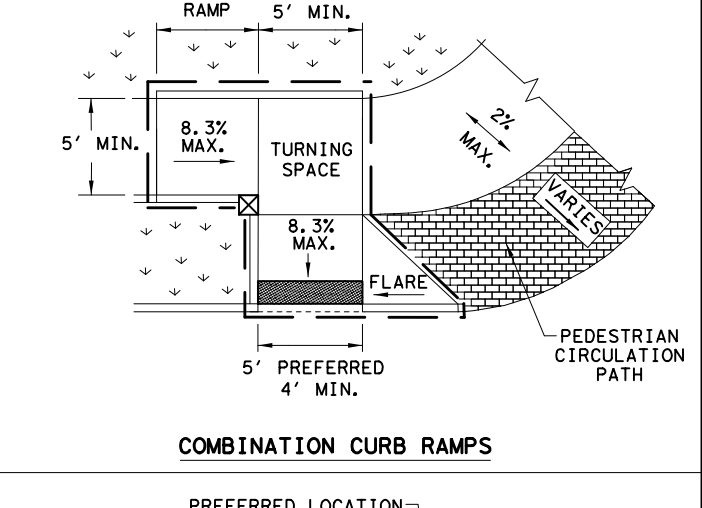 RAMP
5' MIN.
5' MIN.
8.3%
MAX.
TURNING
SPACE
2%
MAX.
VARIES
8.3%
MAX.
FLARE
PEDESTRIAN
CIRCULATION
PATH
5' PREFERRED
4' MIN.
COMBINATION CURB RAMPS
PREFERRED LOCATION